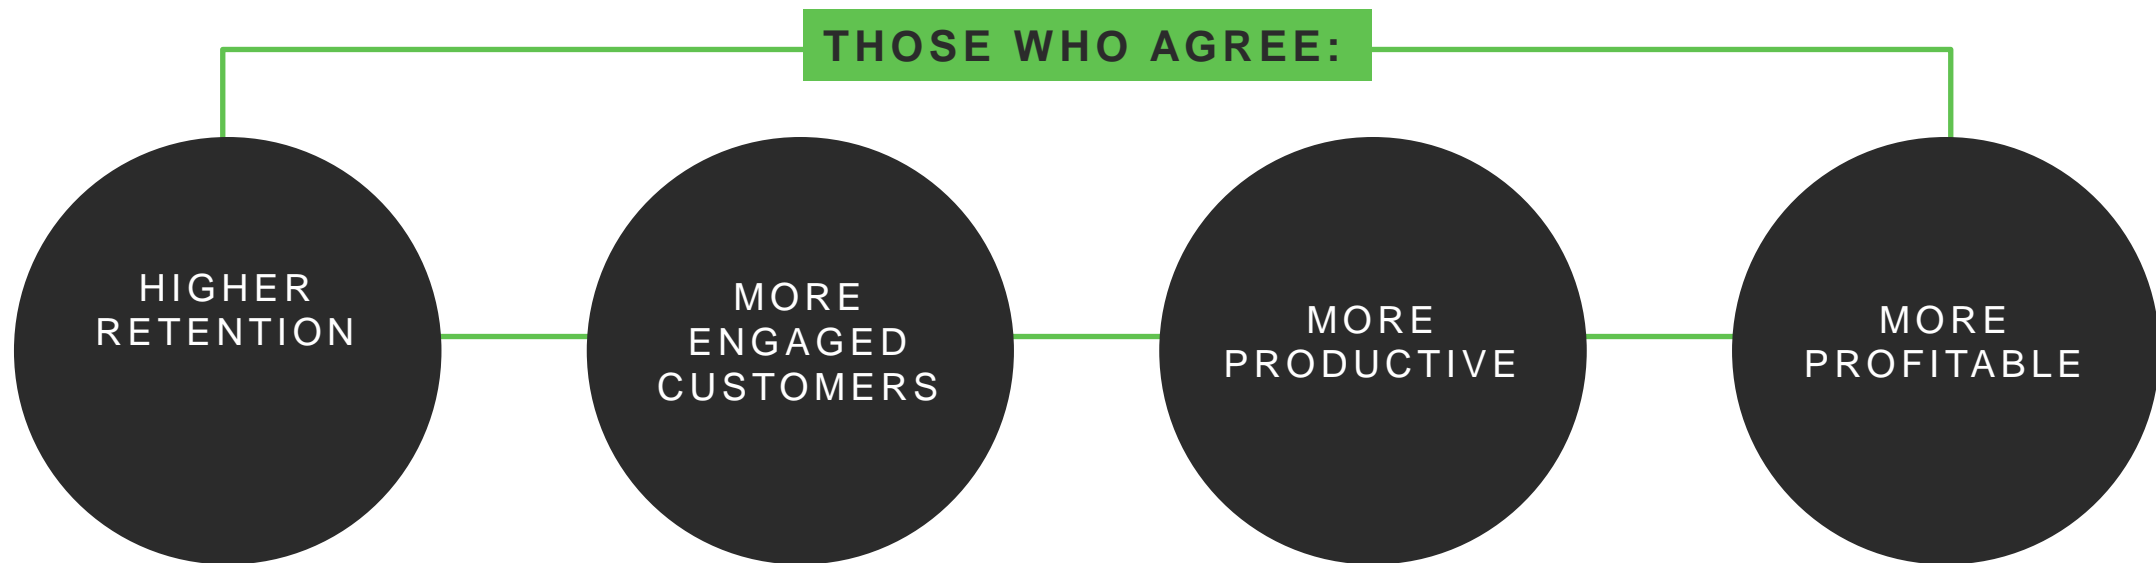 THOSE WHO AGREE:
HIGHER
RETENTION
MORE
ENGAGED
CUSTOMERS
MORE
PRODUCTIVE
MORE
PROFITABLE